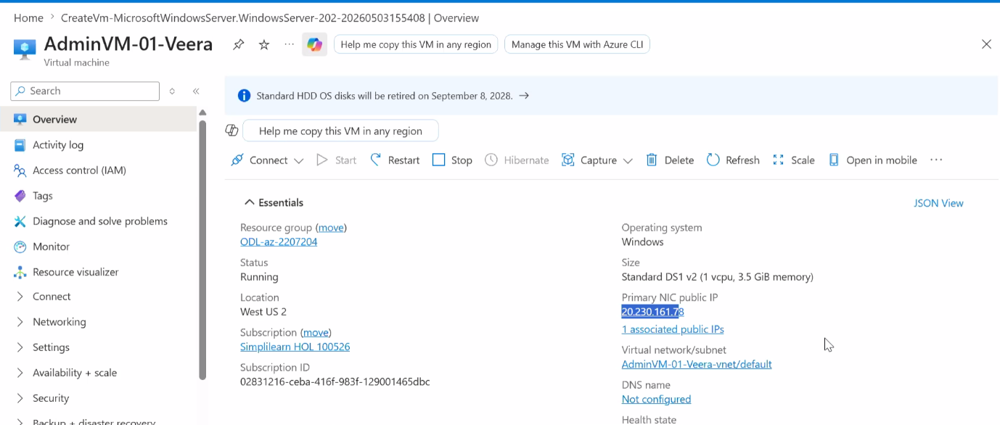 Home > CreateVm-MicrosoftWindowsServer.WindowsServer-202-20260503155408 | Overview
AdminVM-01-Veera
Virtual machine
Help me copy this VM in any region
Manage this VM with Azure CLI
Search
Overview
Activity log
Access control (IAM)
Tags
Diagnose and solve problems
Monitor
Resource visualizer
Connect
Networking
Settings
Availability + scale
Security
Backup + disaster recovery
Standard HDD OS disks will be retired on September 8, 2028. →
Help me copy this VM in any region
Connect Start Restart Stop Hibernate Capture Delete Refresh Scale Open in mobile ...
Essentials
JSON View
Resource group (move)
ODL-az-2207204
Status
Running
Location
West US 2
Subscription (move)
Simplilearn HOL 100526
Subscription ID
02831216-ceba-416f-983f-129001465dbc
Operating system
Windows
Size
Standard DS1 v2 (1 vcpu, 3.5 GiB memory)
Primary NIC public IP
20.230.161.78
1 associated public IPs
Virtual network/subnet
AdminVM-01-Veera-vnet/default
DNS name
Not configured
Health state